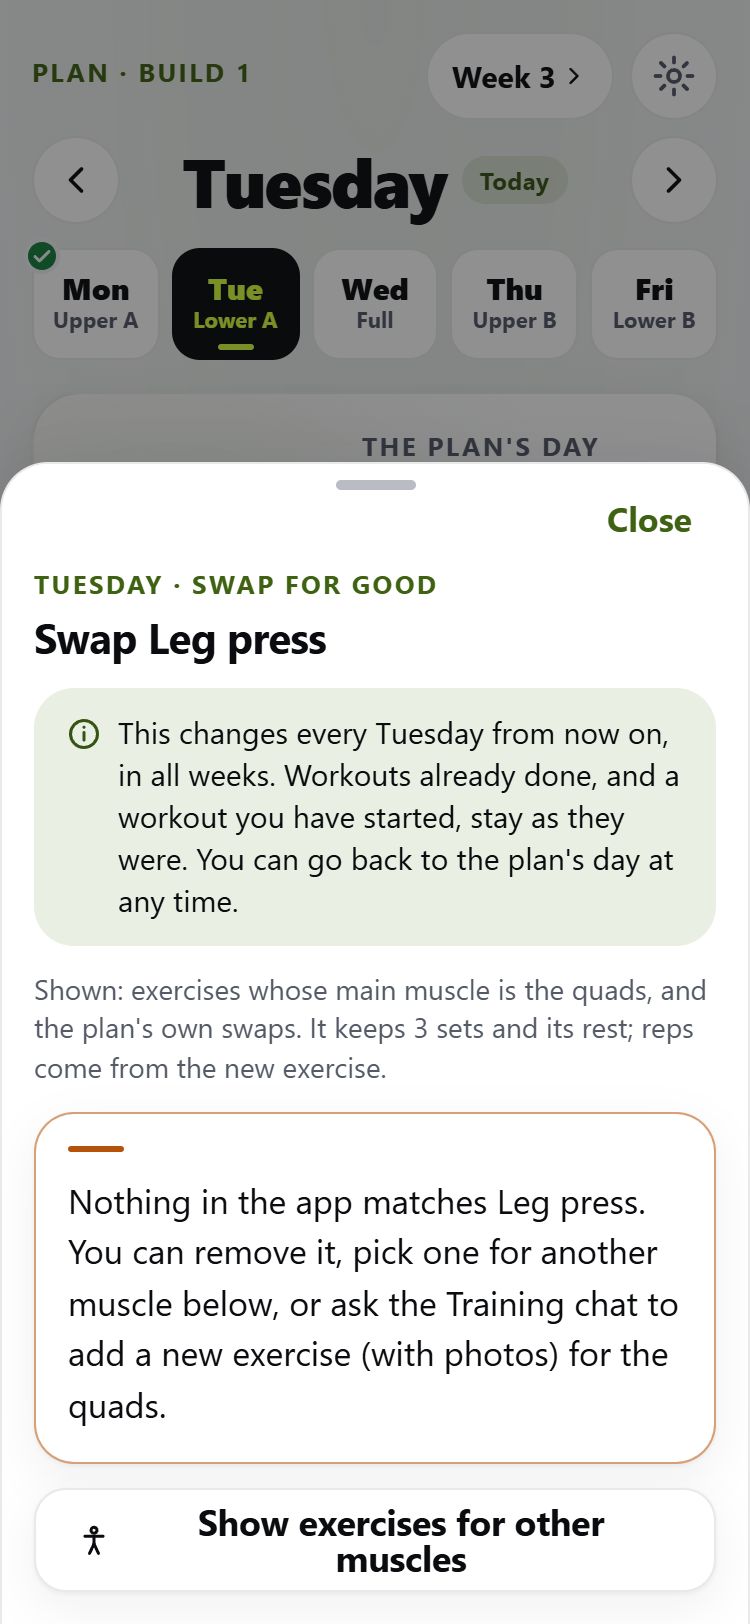 PLAN · BUILD 1
Week 3
Tuesday
Today
Mon
Upper A
Tue
Lower A
Wed
Full
Thu
Upper B
Fri
Lower B
THE PLAN'S DAY
Close
TUESDAY · SWAP FOR GOOD
Swap Leg press
This changes every Tuesday from now on,
in all weeks. Workouts already done, and a
workout you have started, stay as they
were. You can go back to the plan's day at
any time.
Shown: exercises whose main muscle is the quads, and
the plan's own swaps. It keeps 3 sets and its rest; reps
come from the new exercise.
Nothing in the app matches Leg press.
You can remove it, pick one for another
muscle below, or ask the Training chat to
add a new exercise (with photos) for the
quads.
Show exercises for other
muscles